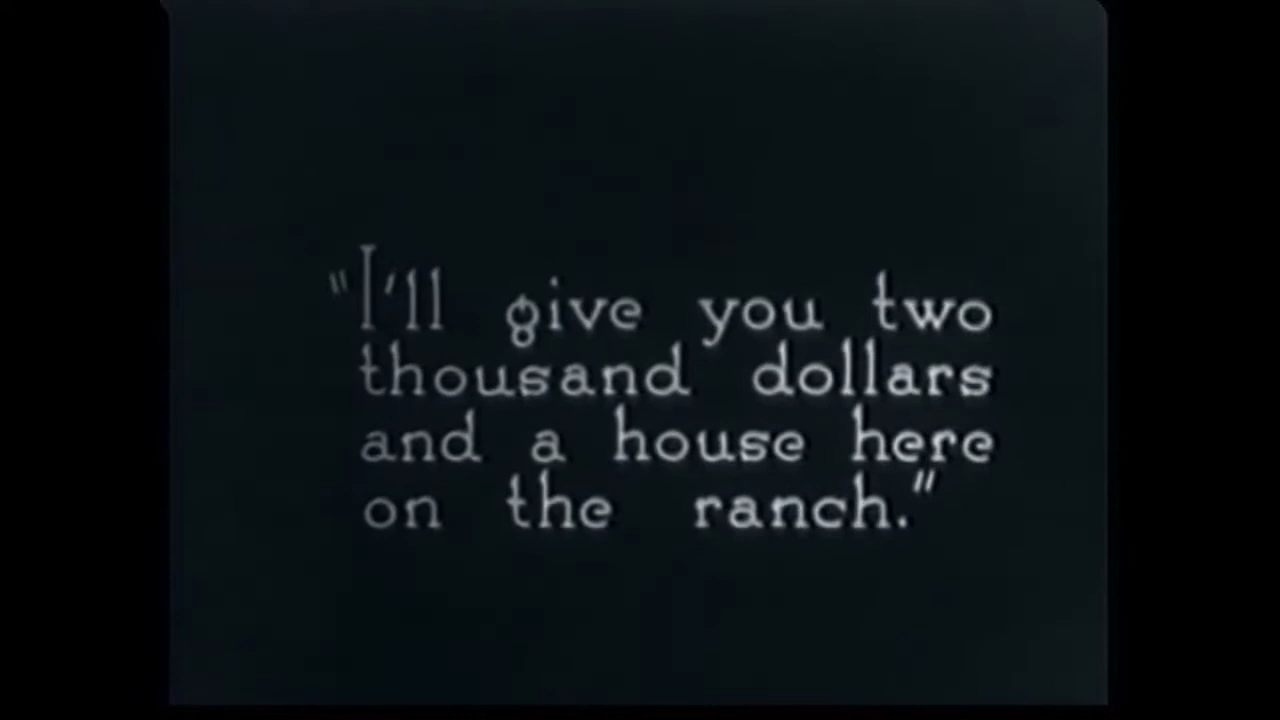 "I'll give you two
thousand dollars
and a house here
on the ranch."